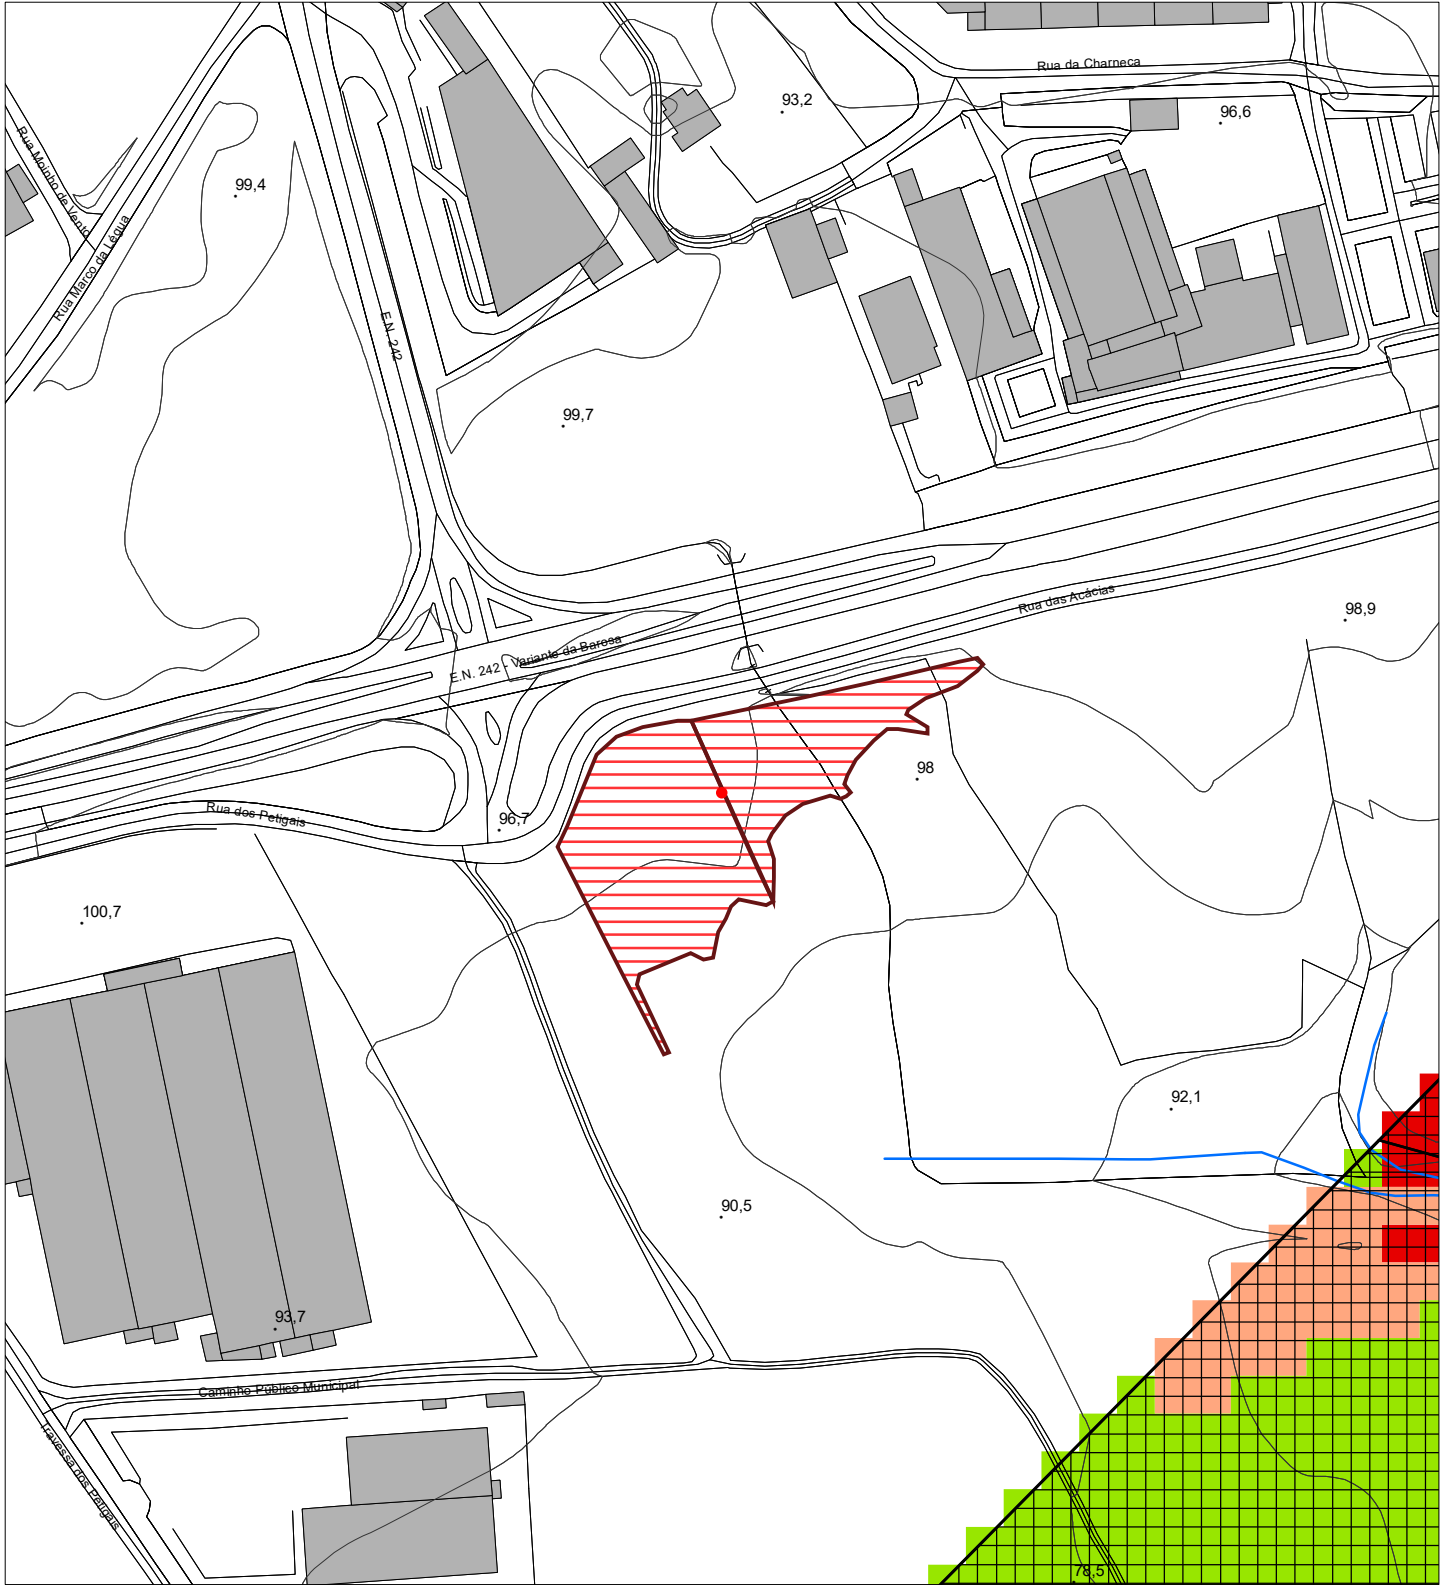 Rua da Charneca
93,2
96,6
Rua Moinho de Vento
99,4
Rua Marco da Légua
E.N. 242
99,7
Rua das Acácias
98,9
E.N. 242 - Variante da Barosa
98
Rua dos Petigais
96,7
100,7
92,1
90,5
93,7
Caminho Público Municipal
Travessa dos Petigais
78,5